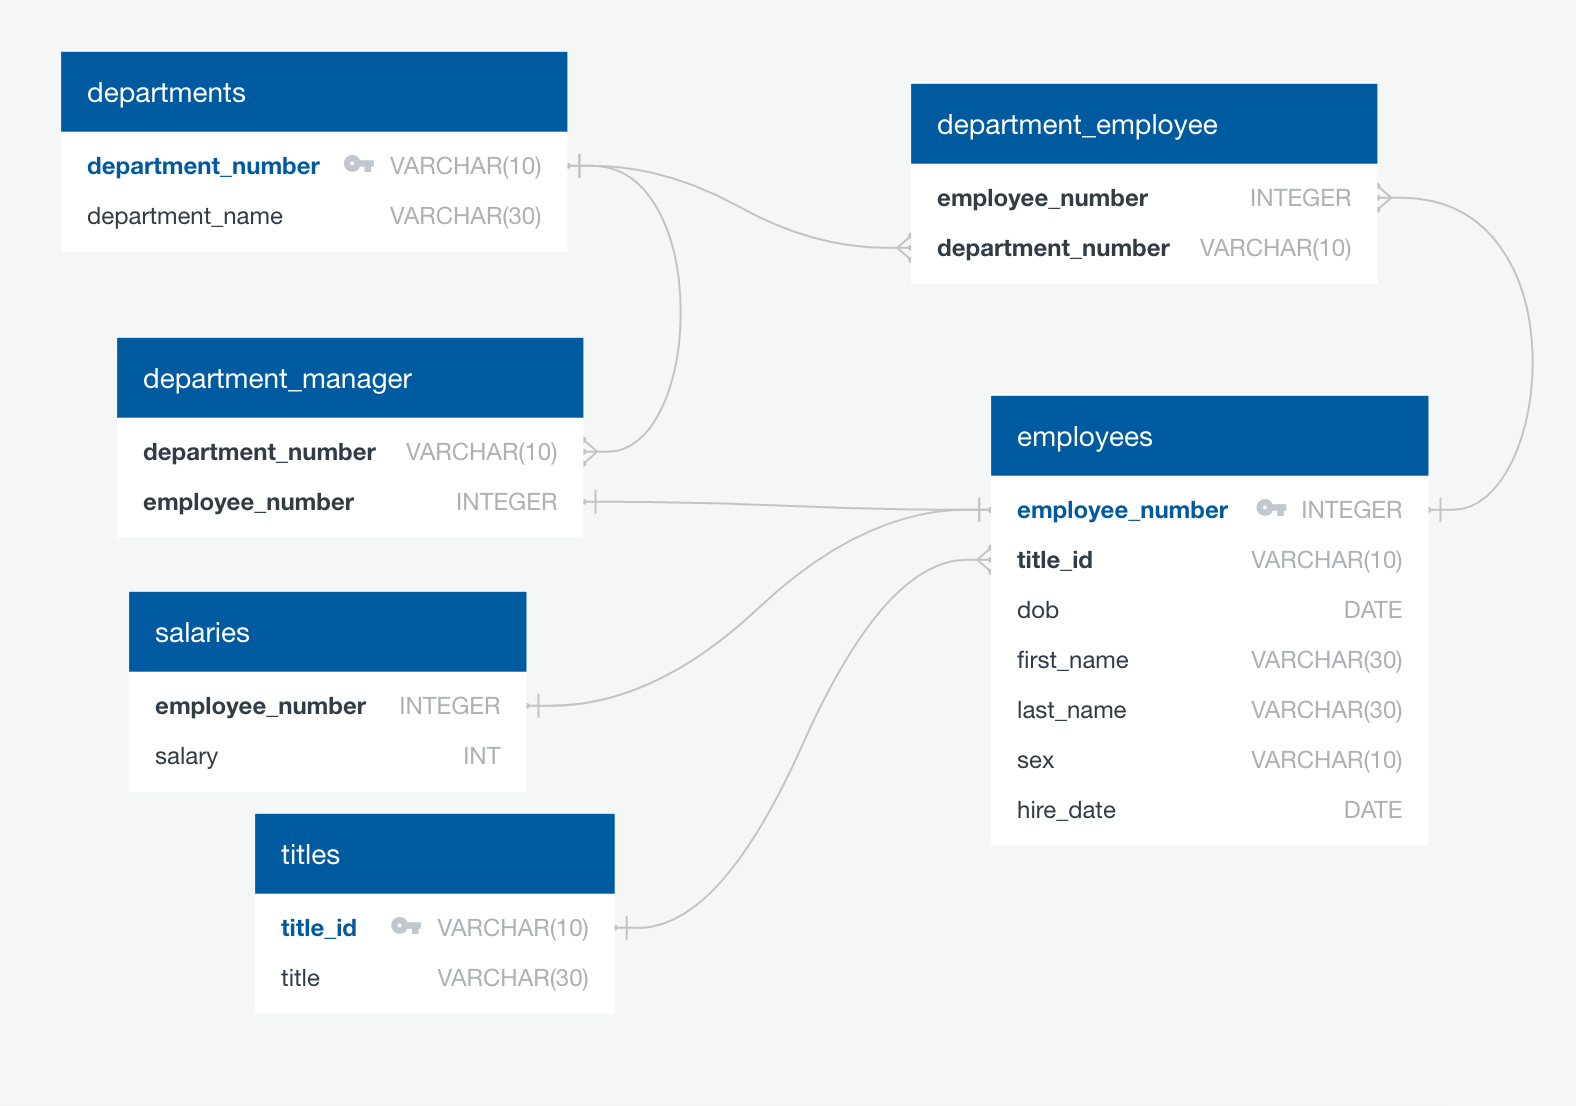 departments
department_number VARCHAR(10)
department_name VARCHAR(30)
department_employee
employee_number INTEGER
department_number VARCHAR(10)
department_manager
department_number VARCHAR(10)
employee_number INTEGER
employees
employee_number INTEGER
title_id VARCHAR(10)
dob DATE
first_name VARCHAR(30)
last_name VARCHAR(30)
sex VARCHAR(10)
hire_date DATE
salaries
employee_number INTEGER
salary INT
titles
title_id VARCHAR(10)
title VARCHAR(30)